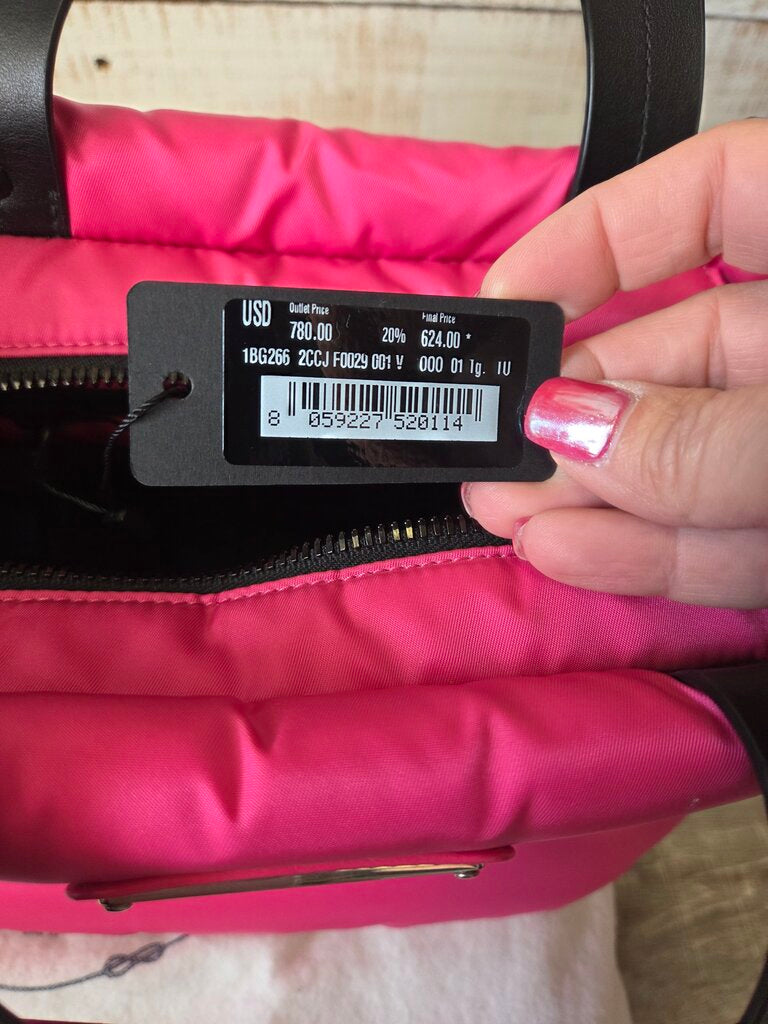 USD Outlet Price Final Price
780.00 20% 624.00 *
1BG266 2CCJ F0029 001 V 000 01 Tg. TU
8 059227 520114